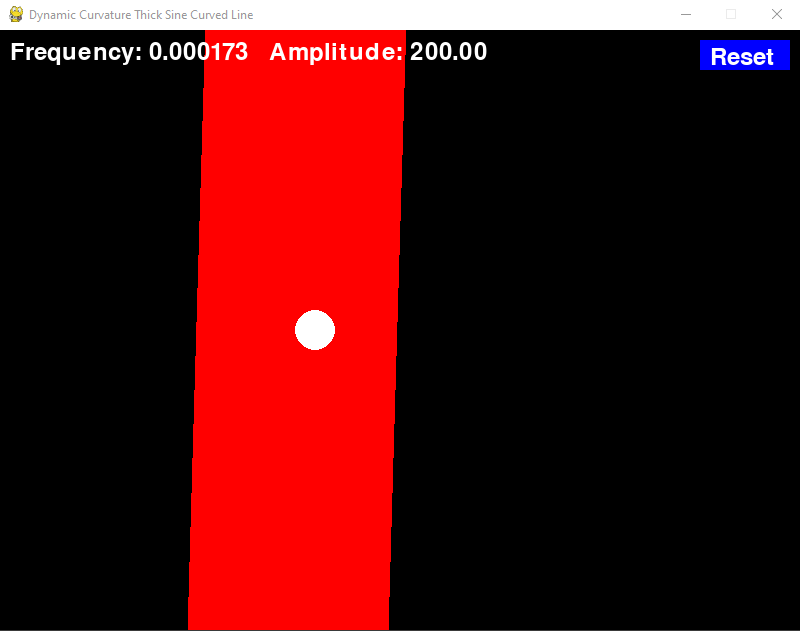 Dynamic Curvature Thick Sine Curved Line
Frequency: 0.000173 Amplitude: 200.00
Reset